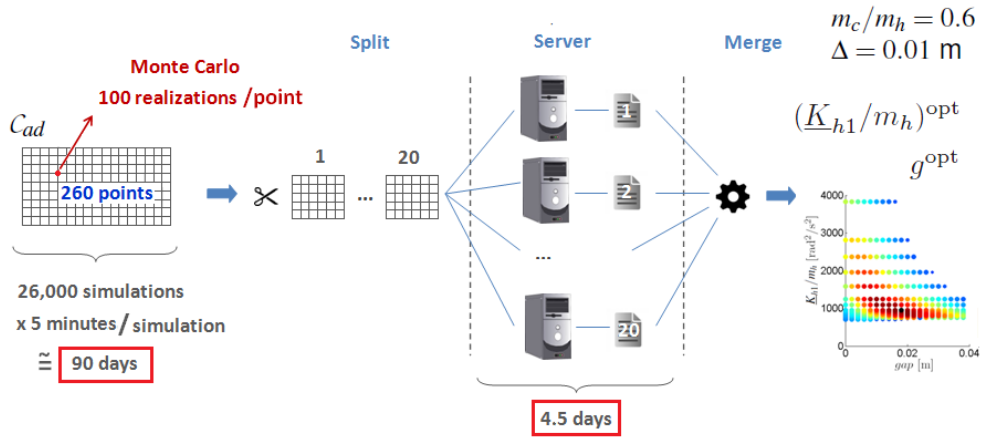 m_c/m_h = 0.6
Δ = 0.01 m
Split
Server
Merge
Monte Carlo
100 realizations /point
C_ad
260 points
1
20
...
1
2
...
20
(K_h1/m_h)^opt
g^opt
26,000 simulations
x 5 minutes/simulation
≅ 90 days
4.5 days
K_h1/m_h [rad²/s²]
4000
3000
2000
1000
0
0
0.02
0.04
gap [m]